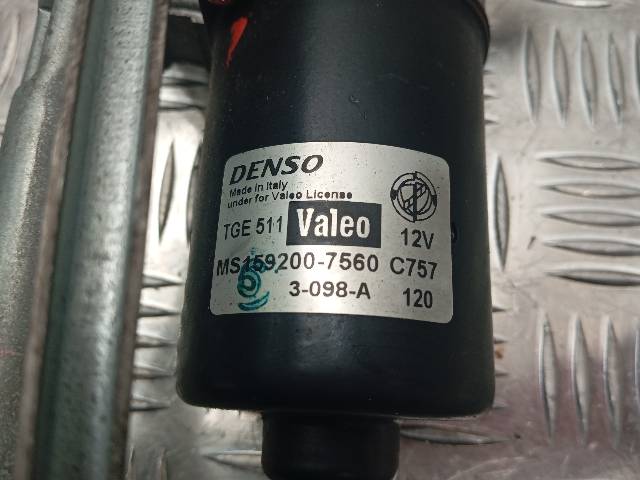 DENSO
Made in Italy
under for Valeo License
TGE 511 Valeo 12V
MS159200-7560 C757
3-098-A 120